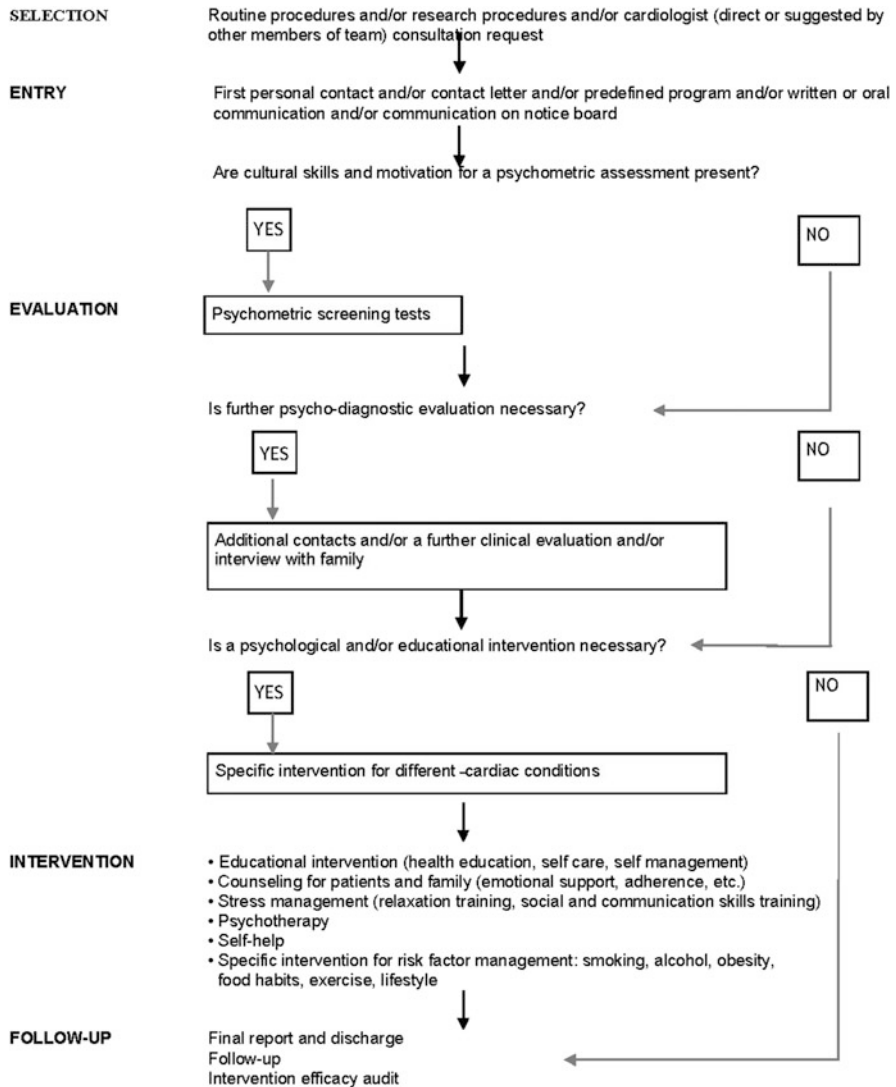 SELECTION Routine procedures and/or research procedures and/or cardiologist (direct or suggested by
other members of team) consultation request
ENTRY First personal contact and/or contact letter and/or predefined program and/or written or oral
communication and/or communication on notice board
Are cultural skills and motivation for a psychometric assessment present?
YES NO
EVALUATION Psychometric screening tests
Is further psycho-diagnostic evaluation necessary?
YES NO
Additional contacts and/or a further clinical evaluation and/or
interview with family
Is a psychological and/or educational intervention necessary?
YES NO
Specific intervention for different -cardiac conditions
INTERVENTION • Educational intervention (health education, self care, self management)
• Counseling for patients and family (emotional support, adherence, etc.)
• Stress management (relaxation training, social and communication skills training)
• Psychotherapy
• Self-help
• Specific intervention for risk factor management: smoking, alcohol, obesity,
food habits, exercise, lifestyle
FOLLOW-UP Final report and discharge
Follow-up
Intervention efficacy audit